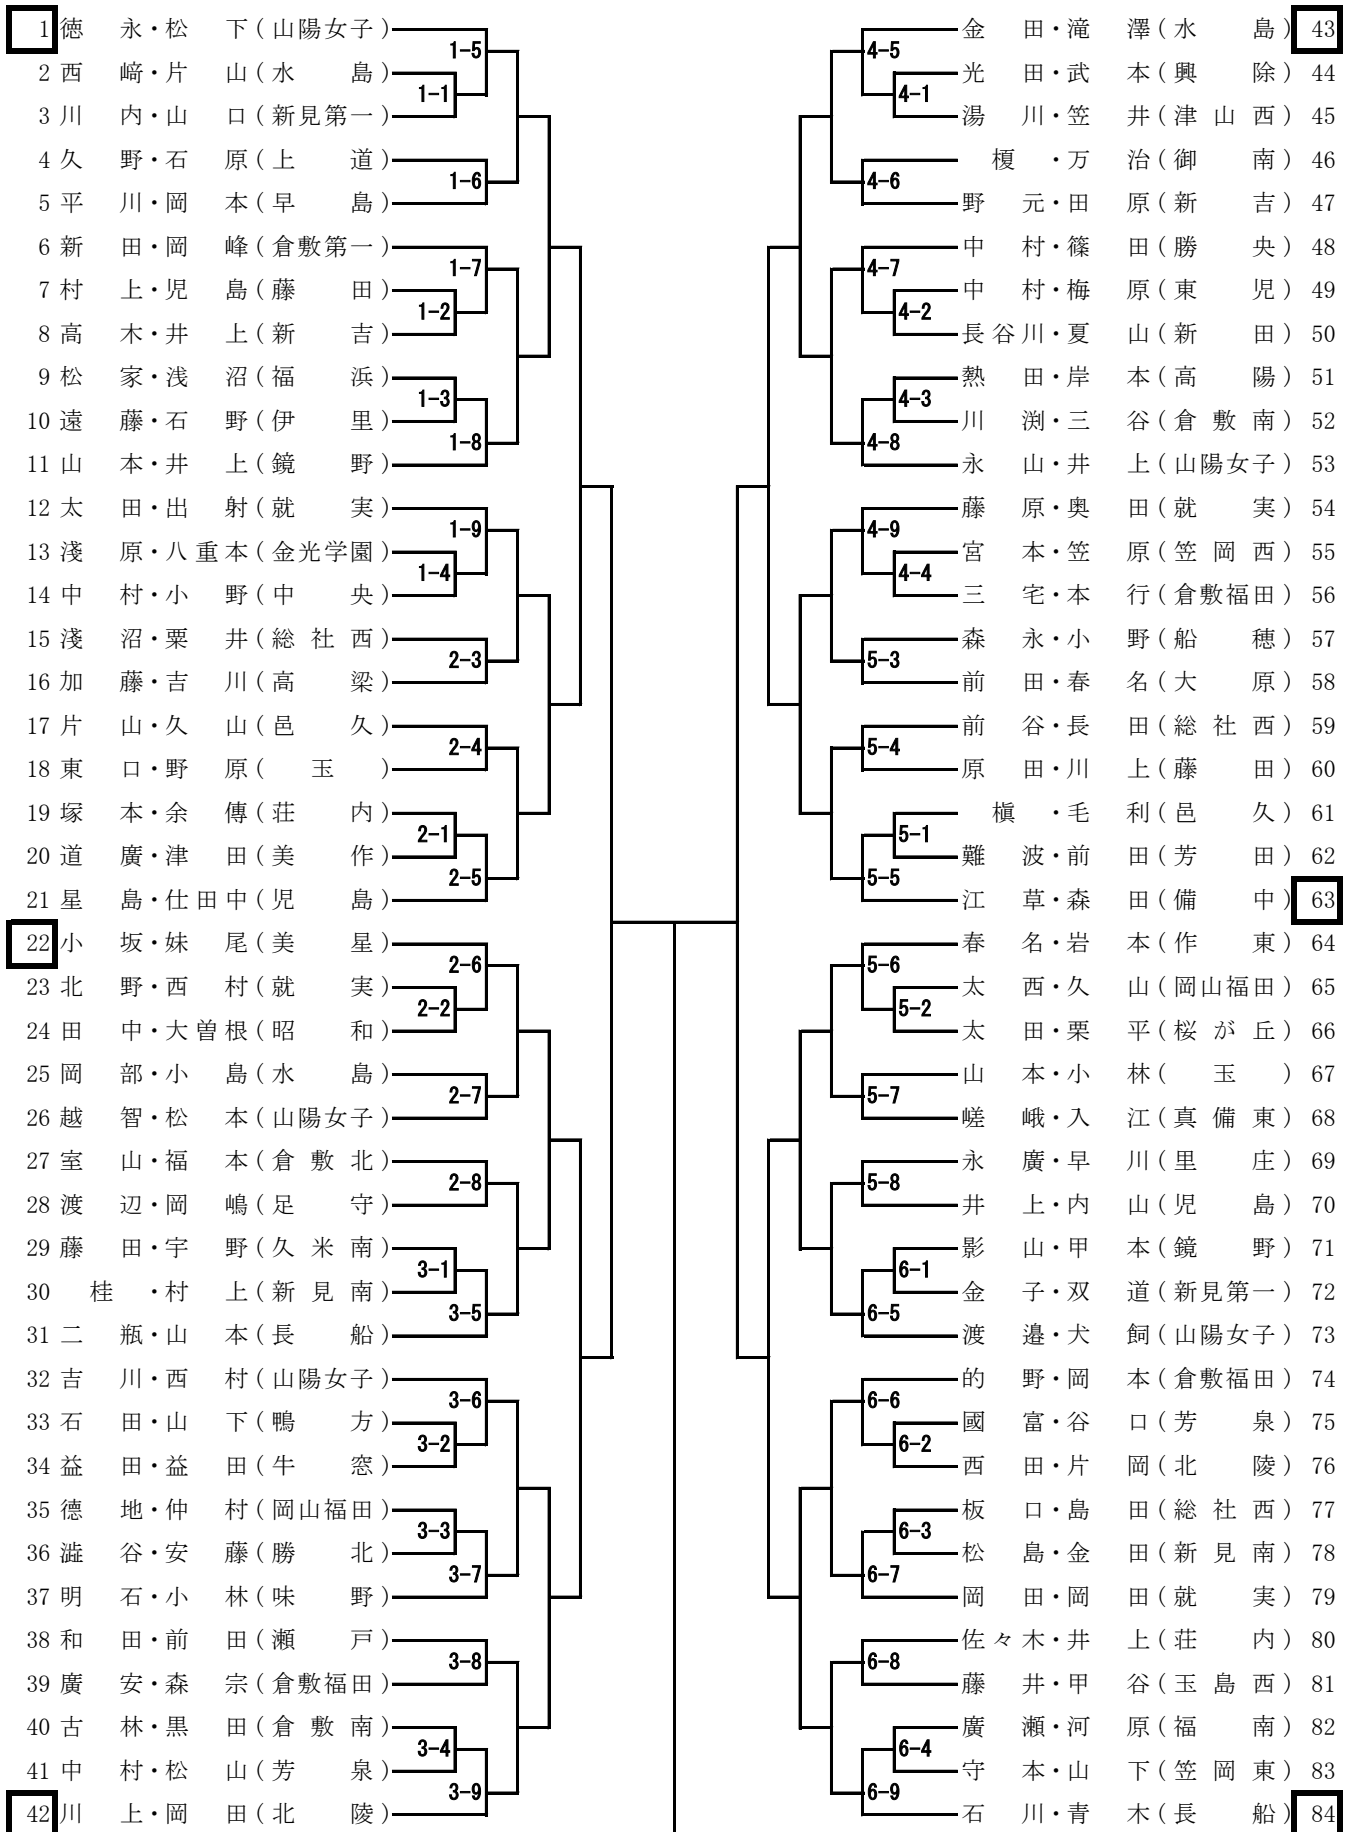 1 徳 永・松 下(山陽女子)
1-5
2 西 﨑・片 山(水 島)
1-1
3 川 内・山 口(新見第一)
4 久 野・石 原(上 道)
1-6
5 平 川・岡 本(早 島)
6 新 田・岡 峰(倉敷第一)
1-7
7 村 上・児 島(藤 田)
1-2
8 高 木・井 上(新 吉)
9 松 家・浅 沼(福 浜)
1-3
10 遠 藤・石 野(伊 里)
1-8
11 山 本・井 上(鏡 野)
12 太 田・出 射(就 実)
1-9
13 淺 原・八重本(金光学園)
1-4
14 中 村・小 野(中 央)
15 淺 沼・栗 井(総 社 西)
2-3
16 加 藤・吉 川(高 梁)
17 片 山・久 山(邑 久)
2-4
18 東 口・野 原( 玉 )
19 塚 本・余 傳(荘 内)
2-1
20 道 廣・津 田(美 作)
2-5
21 星 島・仕田中(児 島)
22 小 坂・妹 尾(美 星)
2-6
23 北 野・西 村(就 実)
2-2
24 田 中・大曽根(昭 和)
25 岡 部・小 島(水 島)
2-7
26 越 智・松 本(山陽女子)
27 室 山・福 本(倉 敷 北)
2-8
28 渡 辺・岡 嶋(足 守)
29 藤 田・宇 野(久 米 南)
3-1
30 桂 ・村 上(新 見 南)
3-5
31 二 瓶・山 本(長 船)
32 吉 川・西 村(山陽女子)
3-6
33 石 田・山 下(鴨 方)
3-2
34 益 田・益 田(牛 窓)
35 德 地・仲 村(岡山福田)
3-3
36 澁 谷・安 藤(勝 北)
3-7
37 明 石・小 林(味 野)
38 和 田・前 田(瀬 戸)
3-8
39 廣 安・森 宗(倉敷福田)
40 古 林・黒 田(倉 敷 南)
3-4
41 中 村・松 山(芳 泉)
3-9
42 川 上・岡 田(北 陵)
金 田・滝 澤(水 島) 43
4-5
光 田・武 本(興 除) 44
4-1
湯 川・笠 井(津 山 西) 45
榎 ・万 治(御 南) 46
4-6
野 元・田 原(新 吉) 47
中 村・篠 田(勝 央) 48
4-7
中 村・梅 原(東 児) 49
4-2
長谷川・夏 山(新 田) 50
熱 田・岸 本(高 陽) 51
4-3
川 渕・三 谷(倉 敷 南) 52
4-8
永 山・井 上(山陽女子) 53
藤 原・奥 田(就 実) 54
4-9
宮 本・笠 原(笠 岡 西) 55
4-4
三 宅・本 行(倉敷福田) 56
森 永・小 野(船 穂) 57
5-3
前 田・春 名(大 原) 58
前 谷・長 田(総 社 西) 59
5-4
原 田・川 上(藤 田) 60
槇 ・毛 利(邑 久) 61
5-1
難 波・前 田(芳 田) 62
5-5
江 草・森 田(備 中) 63
春 名・岩 本(作 東) 64
5-6
太 西・久 山(岡山福田) 65
5-2
太 田・栗 平(桜 が 丘) 66
山 本・小 林( 玉 ) 67
5-7
嵯 峨・入 江(真 備 東) 68
永 廣・早 川(里 庄) 69
5-8
井 上・内 山(児 島) 70
影 山・甲 本(鏡 野) 71
6-1
金 子・双 道(新見第一) 72
6-5
渡 邉・犬 飼(山陽女子) 73
的 野・岡 本(倉敷福田) 74
6-6
國 富・谷 口(芳 泉) 75
6-2
西 田・片 岡(北 陵) 76
板 口・島 田(総 社 西) 77
6-3
松 島・金 田(新 見 南) 78
6-7
岡 田・岡 田(就 実) 79
佐々木・井 上(荘 内) 80
6-8
藤 井・甲 谷(玉 島 西) 81
廣 瀬・河 原(福 南) 82
6-4
守 本・山 下(笠 岡 東) 83
6-9
石 川・青 木(長 船) 84